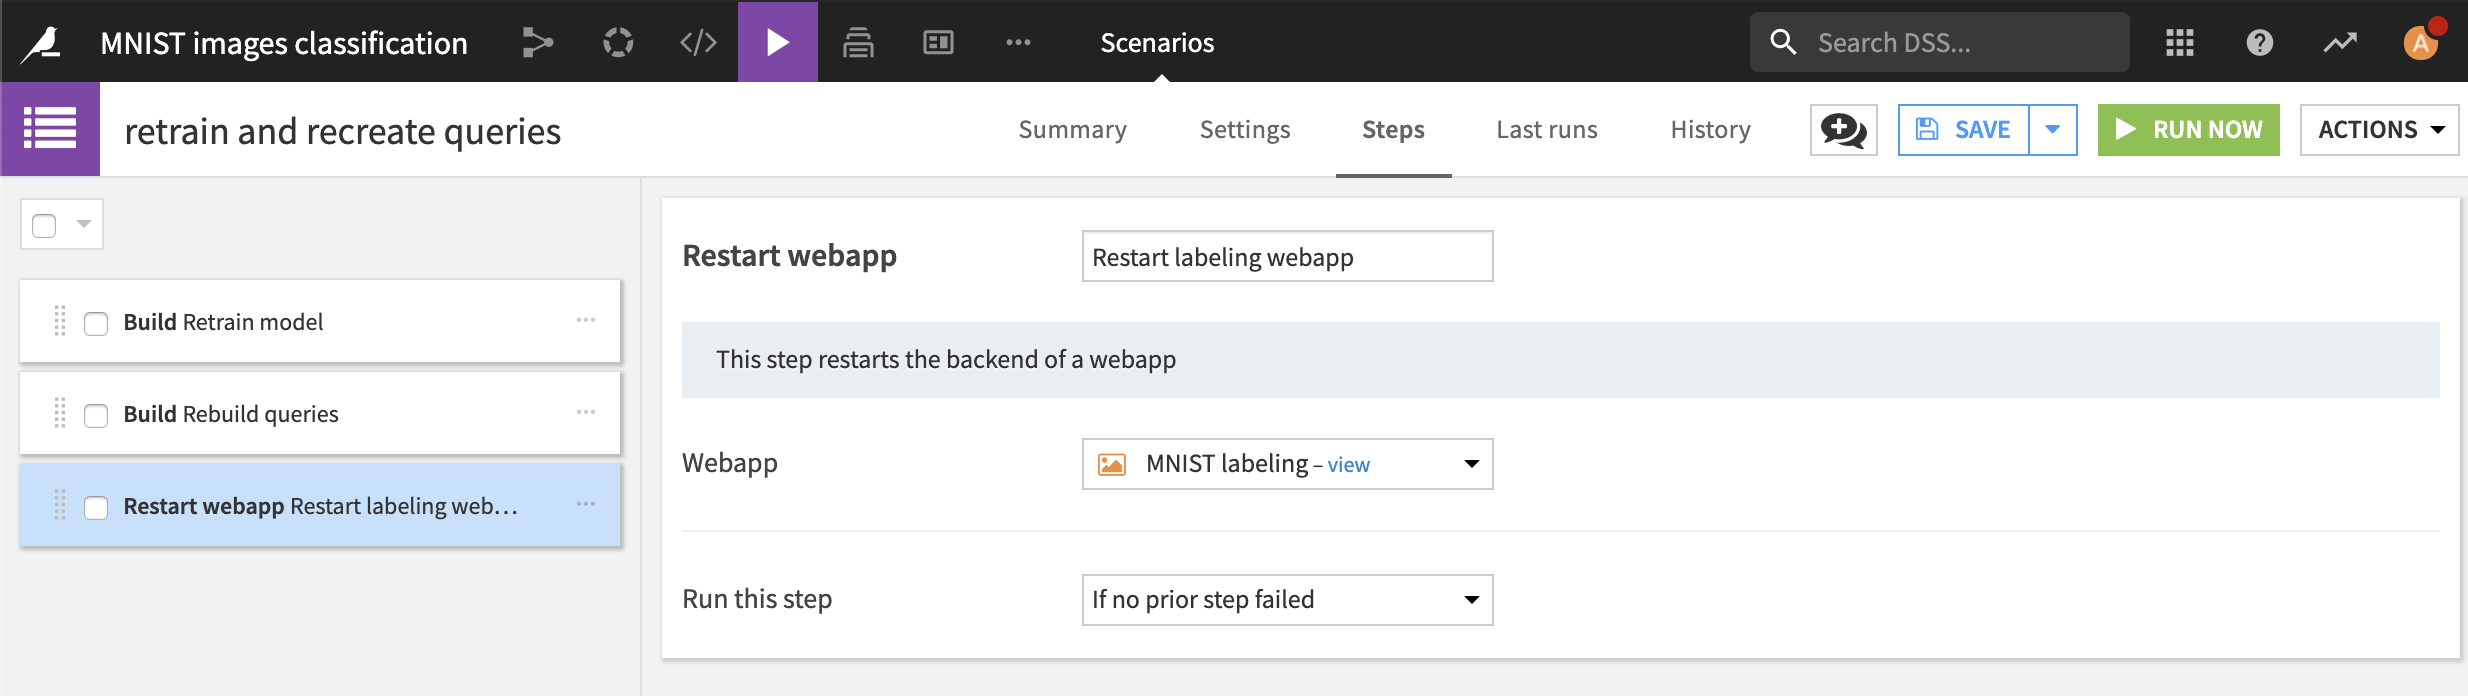 MNIST images classification
Scenarios
Search DSS...
A
retrain and recreate queries
Summary
Settings
Steps
Last runs
History
SAVE
RUN NOW
ACTIONS
Build Retrain model
Build Rebuild queries
Restart webapp Restart labeling web...
Restart webapp
Restart labeling webapp
This step restarts the backend of a webapp
Webapp
MNIST labeling – view
Run this step
If no prior step failed